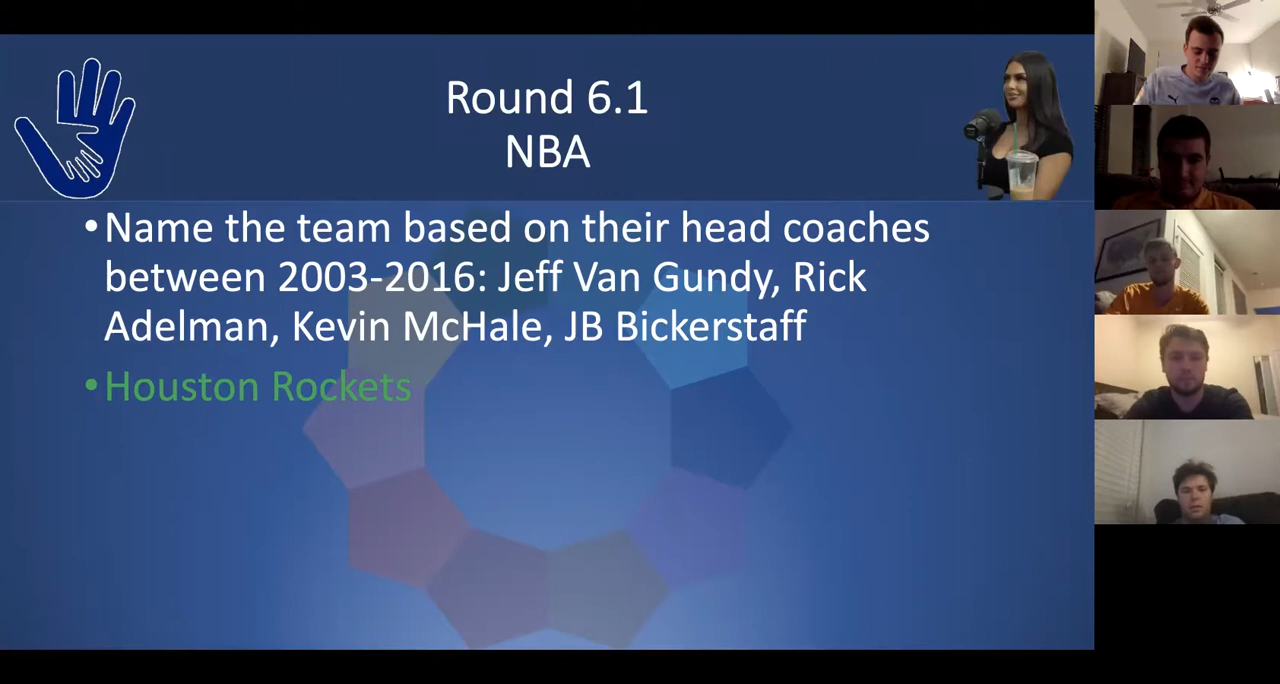 Round 6.1
NBA
•Name the team based on their head coaches
between 2003-2016: Jeff Van Gundy, Rick
Adelman, Kevin McHale, JB Bickerstaff
•Houston Rockets